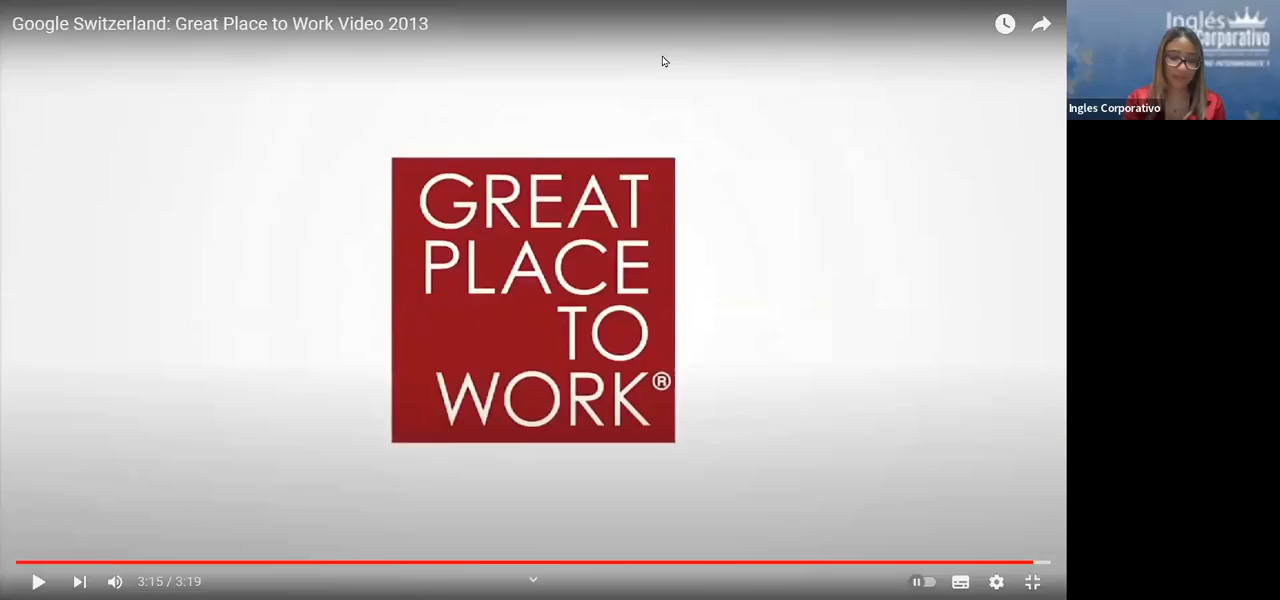 Google Switzerland: Great Place to Work Video 2013
GREAT
PLACE
TO
WORK®
3:15 / 3:19
Inglés
Corporativo
Ingles Corporativo